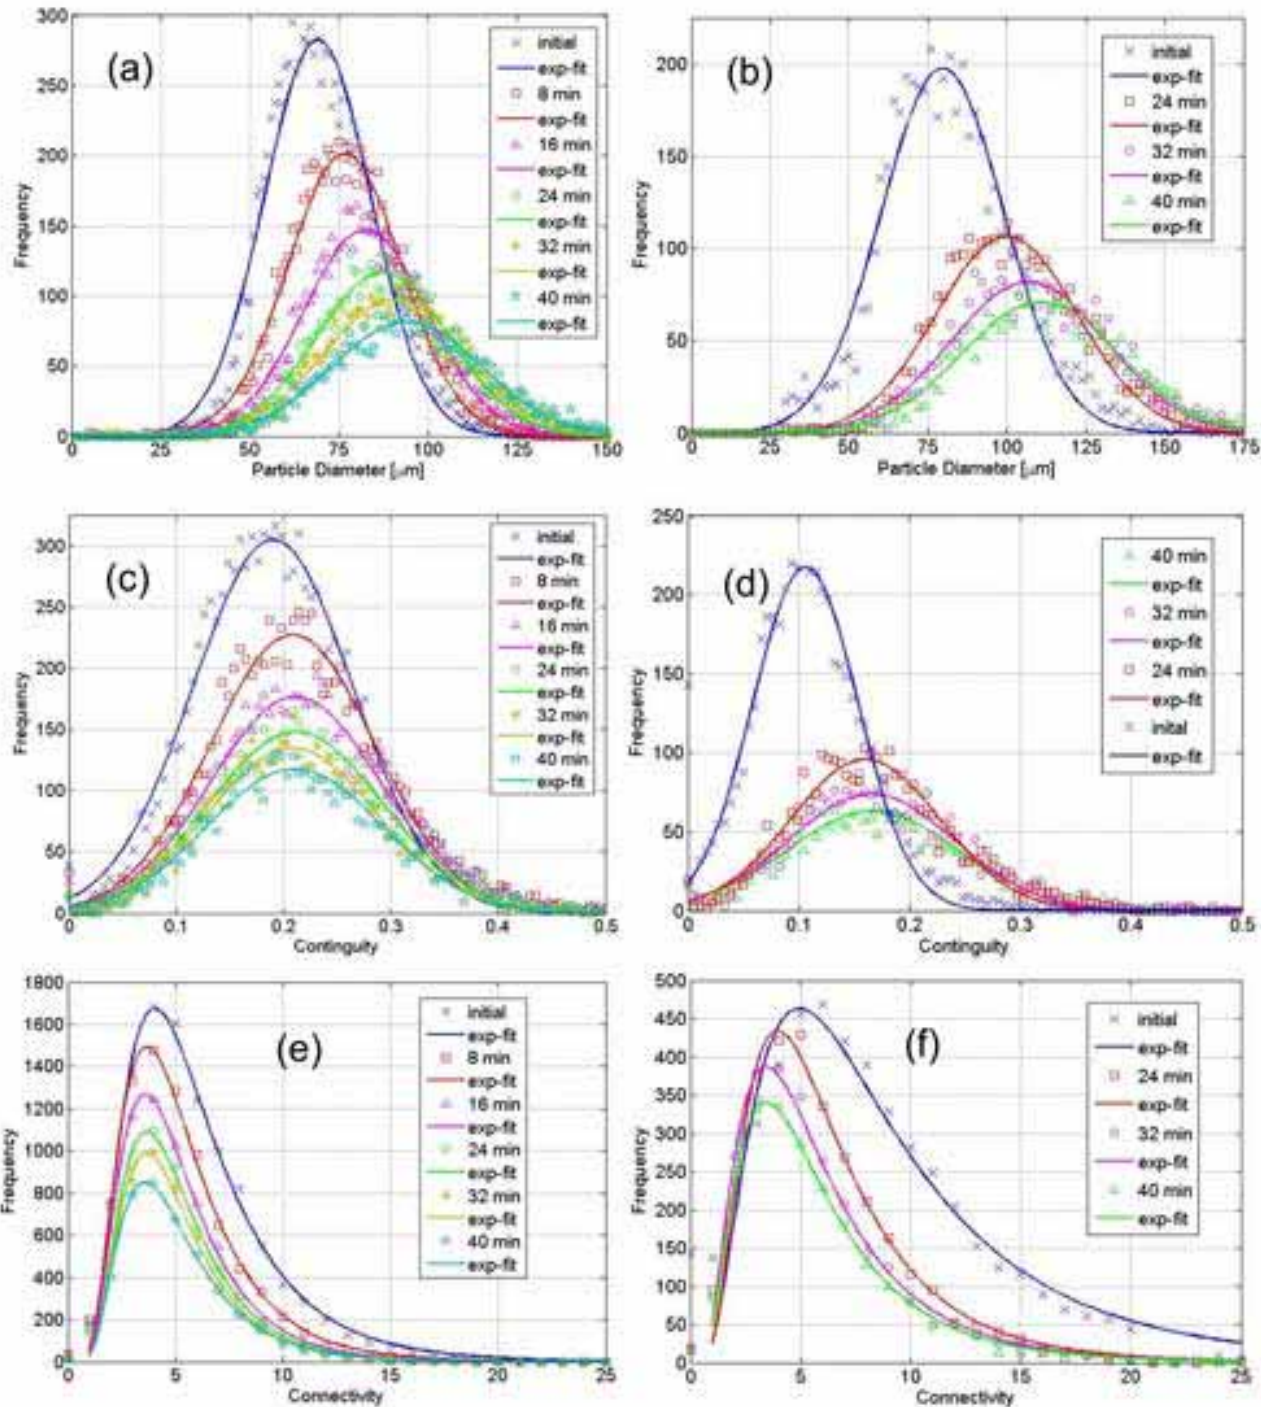 (a)
Frequency
300
250
200
150
100
50
0
0 25 50 75 100 125 150
Particle Diameter [μm]
initial
exp-fit
8 min
exp-fit
16 min
exp-fit
24 min
exp-fit
32 min
exp-fit
40 min
exp-fit
(b)
Frequency
200
150
100
50
0
0 25 50 75 100 125 150 175
Particle Diameter [μm]
initial
exp-fit
24 min
exp-fit
32 min
exp-fit
40 min
exp-fit
(c)
Frequency
300
250
200
150
100
50
0
0 0.1 0.2 0.3 0.4 0.5
Continguity
initial
exp-fit
8 min
exp-fit
16 min
exp-fit
24 min
exp-fit
32 min
exp-fit
40 min
exp-fit
(d)
Frequency
250
200
150
100
50
0
0 0.1 0.2 0.3 0.4 0.5
Continguity
40 min
exp-fit
32 min
exp-fit
24 min
exp-fit
inital
exp-fit
(e)
Frequency
1800
1600
1400
1200
1000
800
600
400
200
0
0 5 10 15 20 25
Connectivity
initial
exp-fit
8 min
exp-fit
16 min
exp-fit
24 min
exp-fit
32 min
exp-fit
40 min
exp-fit
(f)
Frequency
500
450
400
350
300
250
200
150
100
50
0
0 5 10 15 20 25
Connectivity
initial
exp-fit
24 min
exp-fit
32 min
exp-fit
40 min
exp-fit